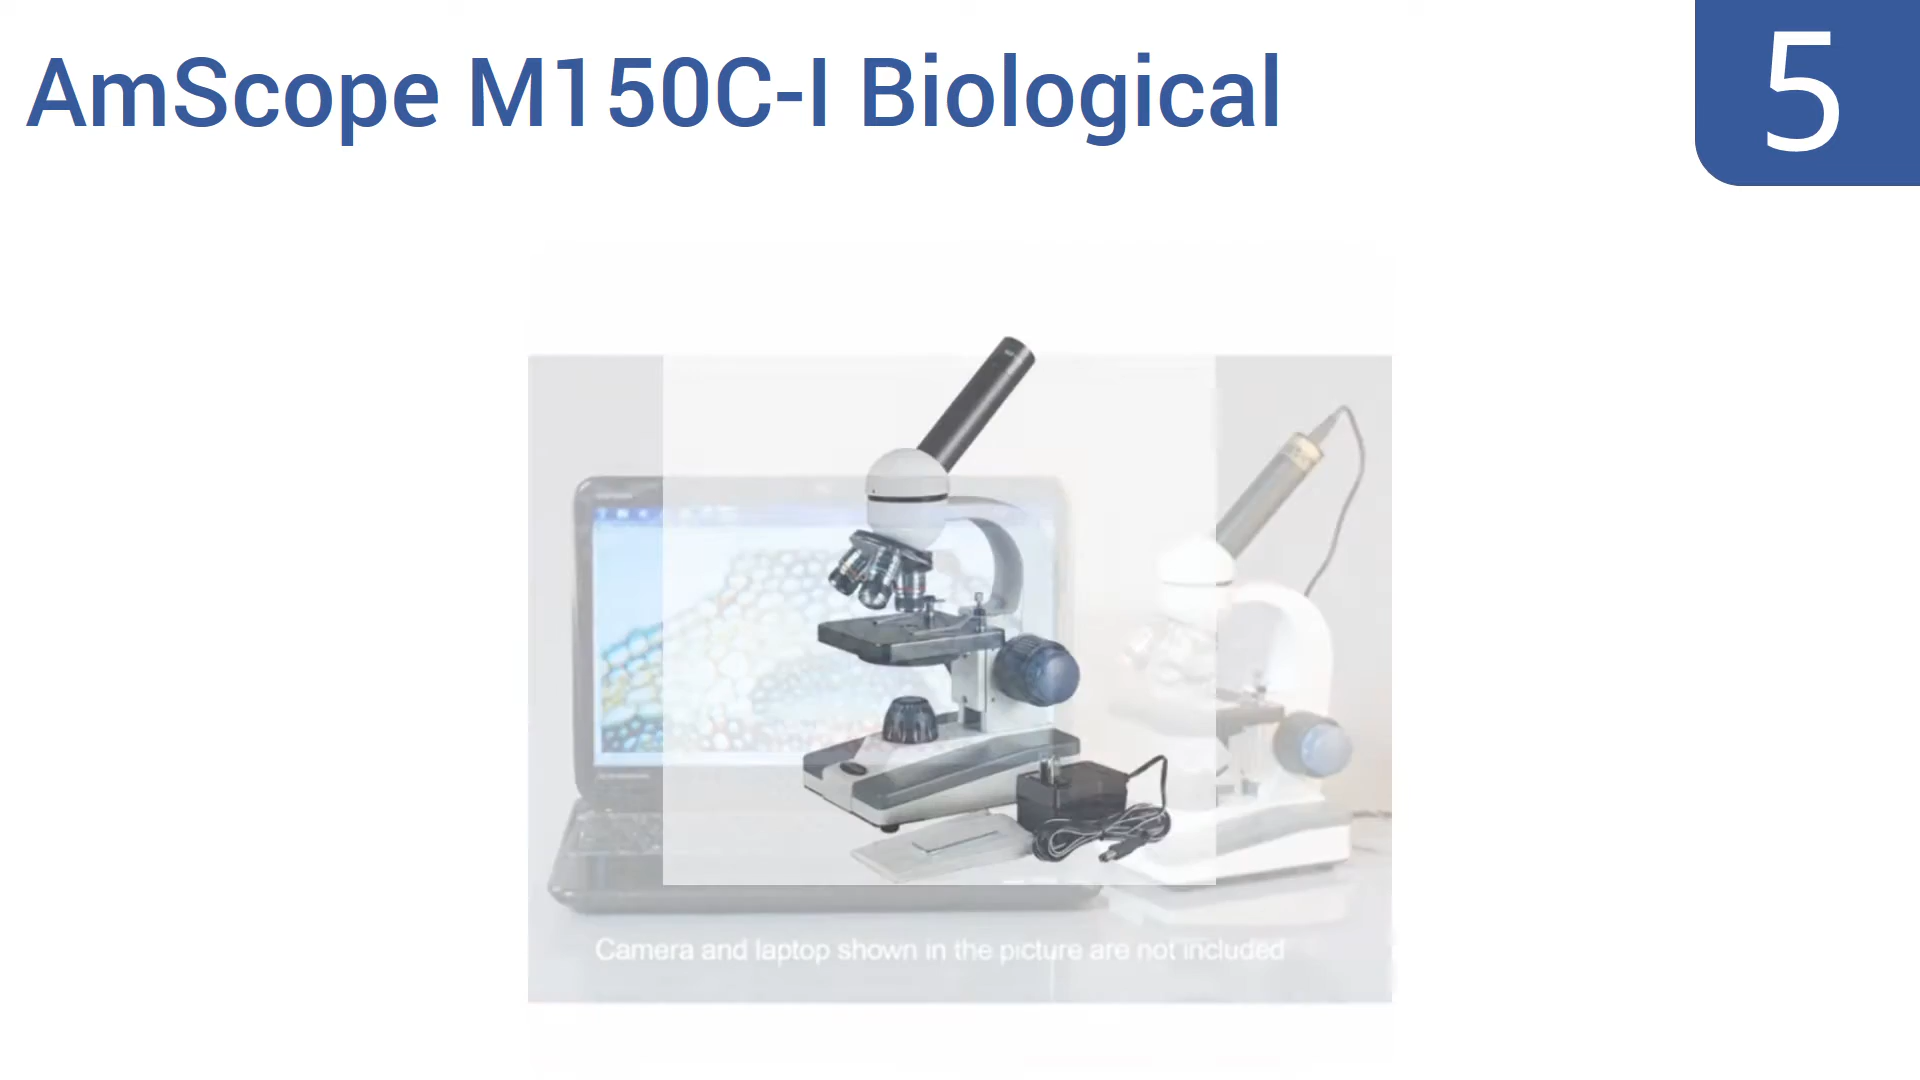 AmScope M150C-I Biological
5
Camera and laptop shown in the picture are not included